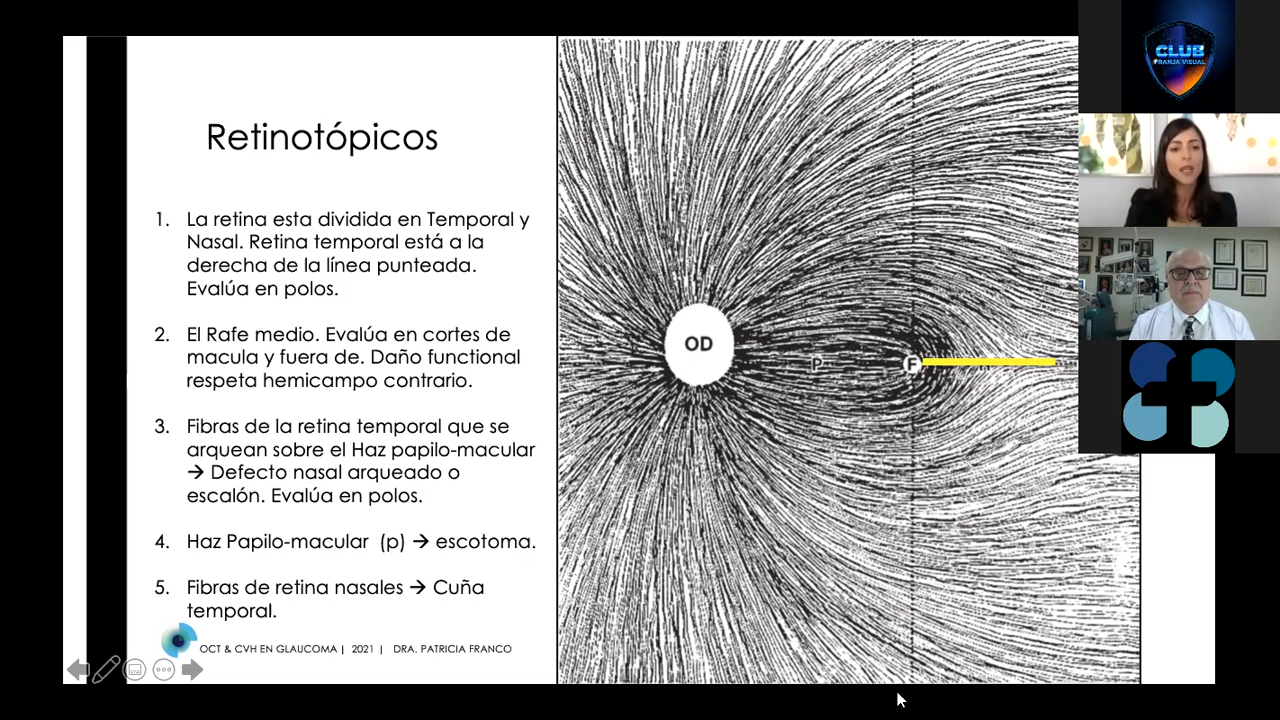 Retinotópicos
1. La retina esta dividida en Temporal y
Nasal. Retina temporal está a la
derecha de la línea punteada.
Evalúa en polos.
2. El Rafe medio. Evalúa en cortes de
macula y fuera de. Daño functional
respeta hemicampo contrario.
3. Fibras de la retina temporal que se
arquean sobre el Haz papilo-macular
→ Defecto nasal arqueado o
escalón. Evalúa en polos.
4. Haz Papilo-macular (p) → escotoma.
5. Fibras de retina nasales → Cuña
temporal.
OCT & CVH EN GLAUCOMA | 2021 | DRA. PATRICIA FRANCO
OD
P
F
CLUB
FRANJA VISUAL